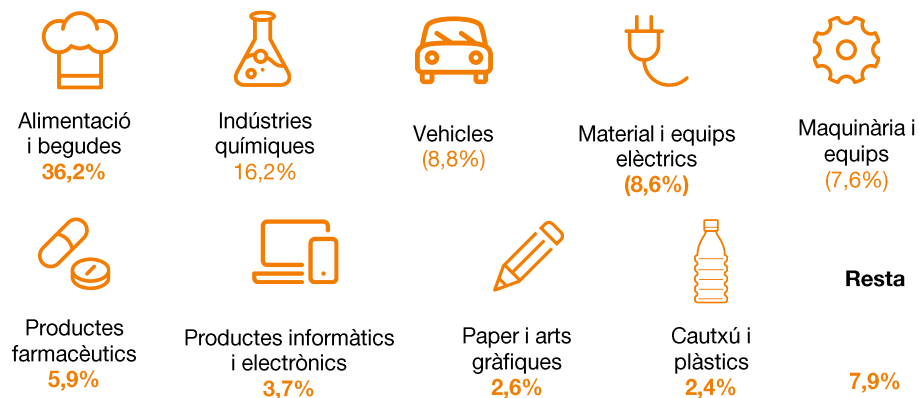 Alimentació
i begudes
36,2%
Indústries
químiques
16,2%
Vehicles
(8,8%)
Material i equips
elèctrics
(8,6%)
Maquinària i
equips
(7,6%)
Productes
farmacèutics
5,9%
Productes informàtics
i electrònics
3,7%
Paper i arts
gràfiques
2,6%
Cautxú i
plàstics
2,4%
Resta
7,9%